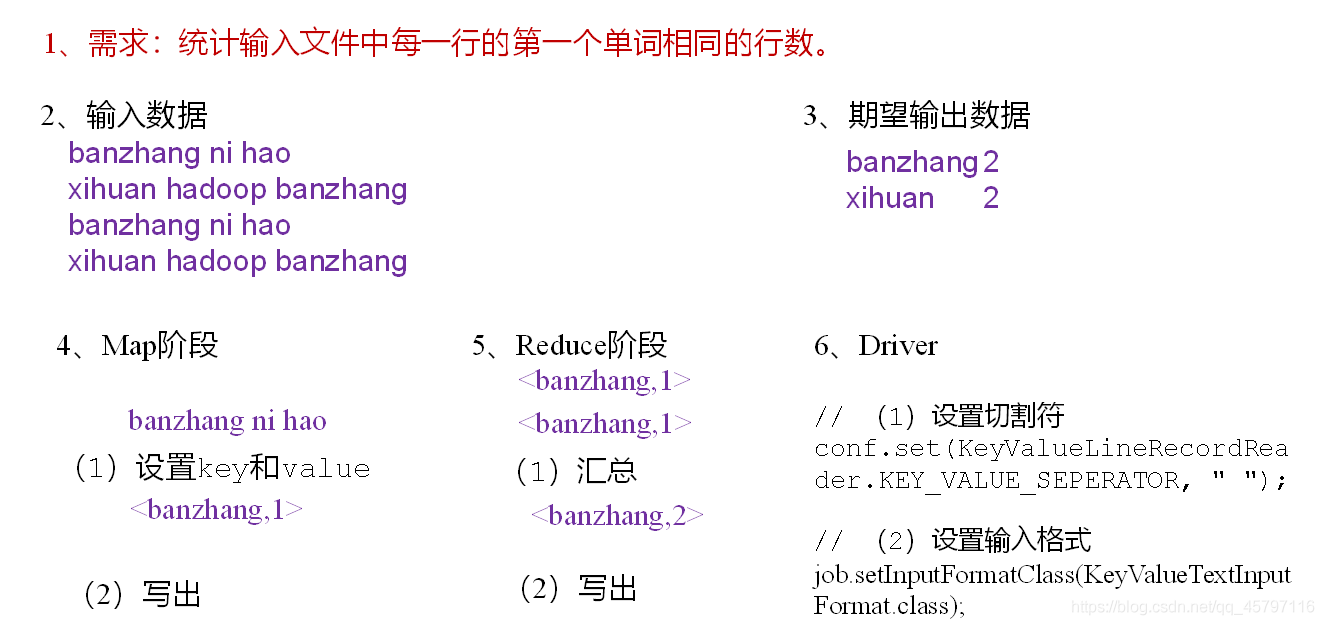 1、需求：统计输入文件中每一行的第一个单词相同的行数。
2、输入数据
banzhang ni hao
xihuan hadoop banzhang
banzhang ni hao
xihuan hadoop banzhang
3、期望输出数据
banzhang 2
xihuan 2
4、Map阶段
banzhang ni hao
（1）设置key和value
<banzhang,1>
（2）写出
5、Reduce阶段
<banzhang,1>
<banzhang,1>
（1）汇总
<banzhang,2>
（2）写出
6、Driver
// （1）设置切割符
conf.set(KeyValueLineRecordRea
der.KEY_VALUE_SEPERATOR, " ");
// （2）设置输入格式
job.setInputFormatClass(KeyValueTextInput
Format.class);
https://blog.csdn.net/qq_45797116